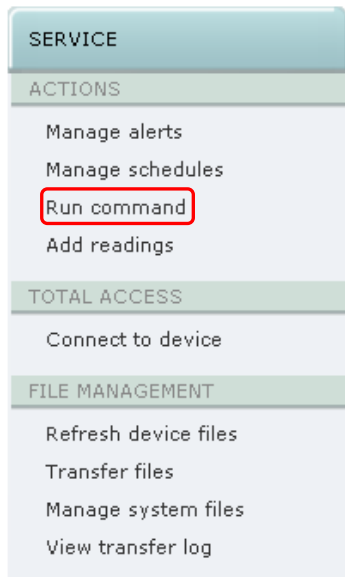 SERVICE
ACTIONS
Manage alerts
Manage schedules
Run command
Add readings
TOTAL ACCESS
Connect to device
FILE MANAGEMENT
Refresh device files
Transfer files
Manage system files
View transfer log